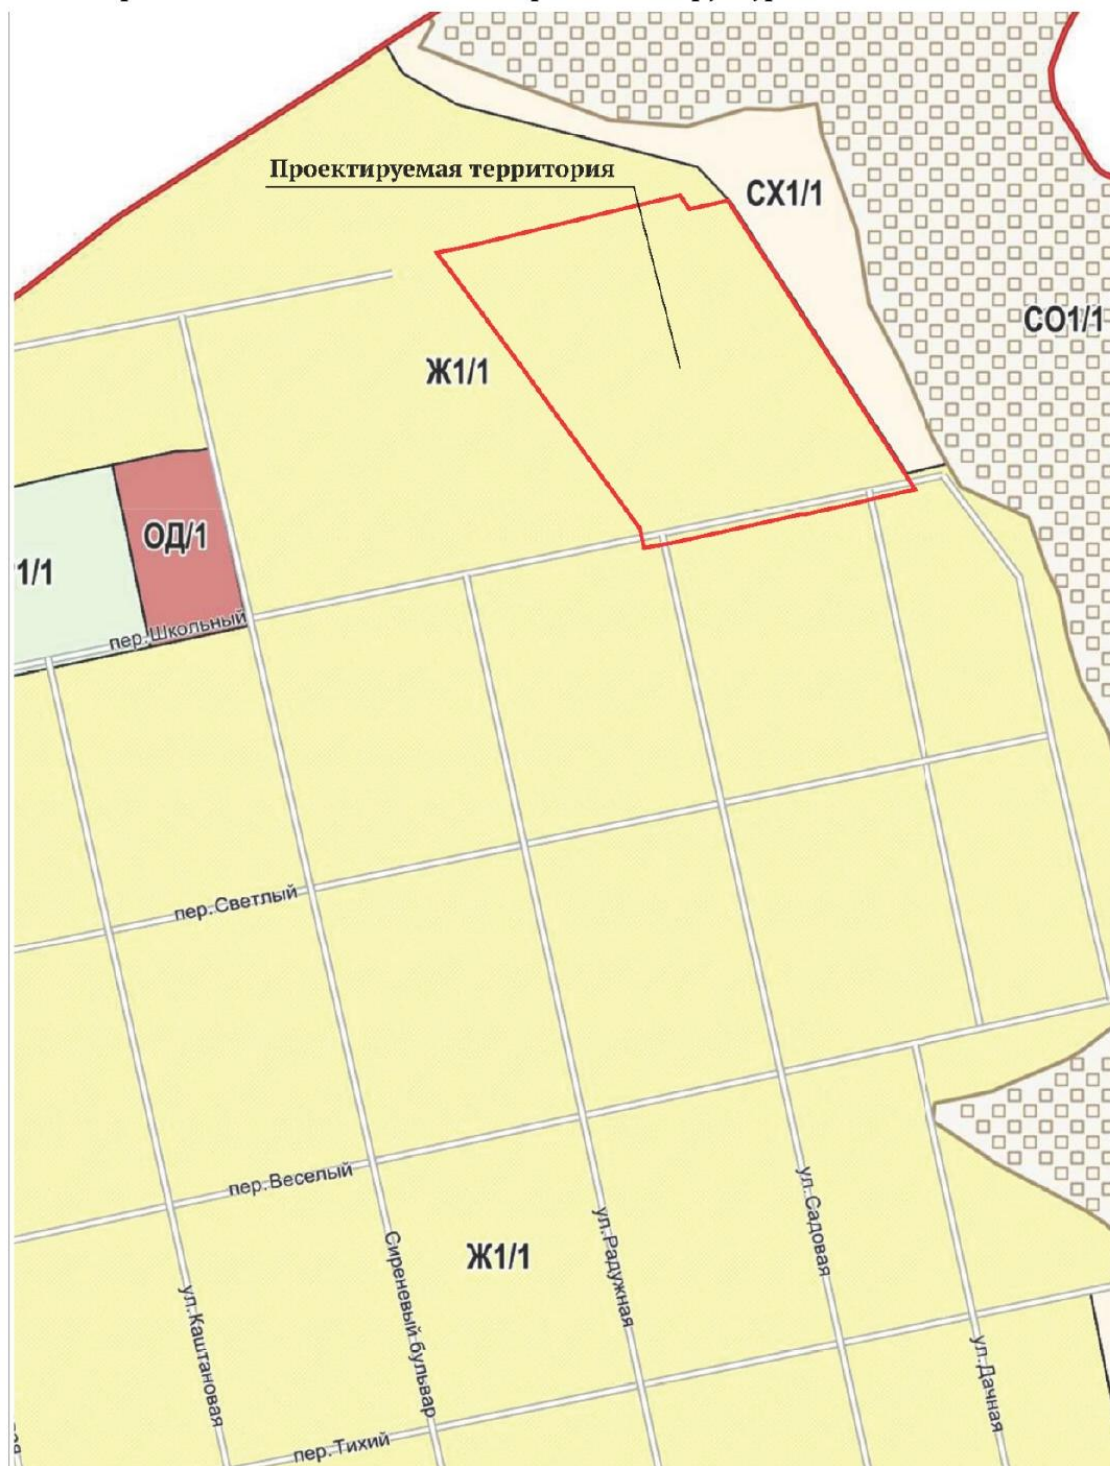 Проектируемая территория
СХ1/1
СО1/1
Ж1/1
ОД/1
1/1
пер.Школьный
пер.Светлый
пер.Веселый
ул.Садовая
ул.Радужная
Сиреневый бульвар
Ж1/1
ул.Каштановая
ул.Дачная
пер.Тихий